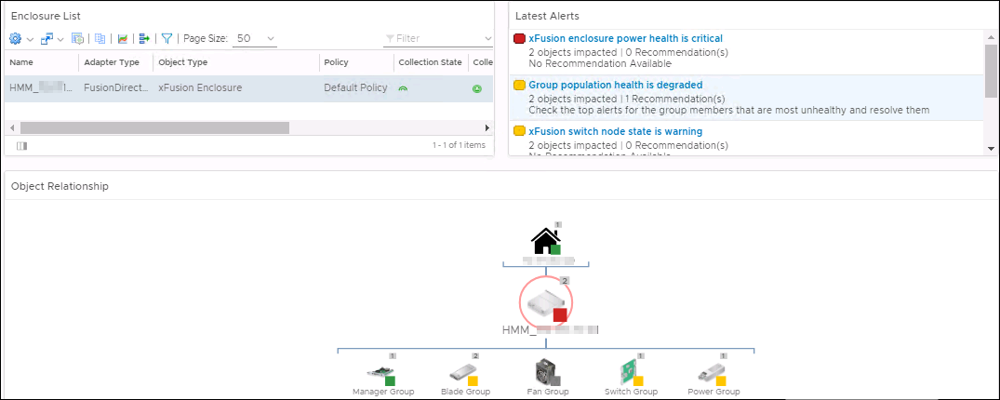 Enclosure List
Page Size: 50
Filter
Name Adapter Type Object Type Policy Collection State Colle
HMM_ 1... FusionDirect... xFusion Enclosure Default Policy
1 - 1 of 1 items
Latest Alerts
xFusion enclosure power health is critical
2 objects impacted | 0 Recommendation(s)
No Recommendation Available
Group population health is degraded
2 objects impacted | 1 Recommendation(s)
Check the top alerts for the group members that are most unhealthy and resolve them
xFusion switch node state is warning
2 objects impacted | 0 Recommendation(s)
No Recommendation Available
Object Relationship
1
2
HMM_
1 2 1 1
Manager Group Blade Group Fan Group Switch Group Power Group